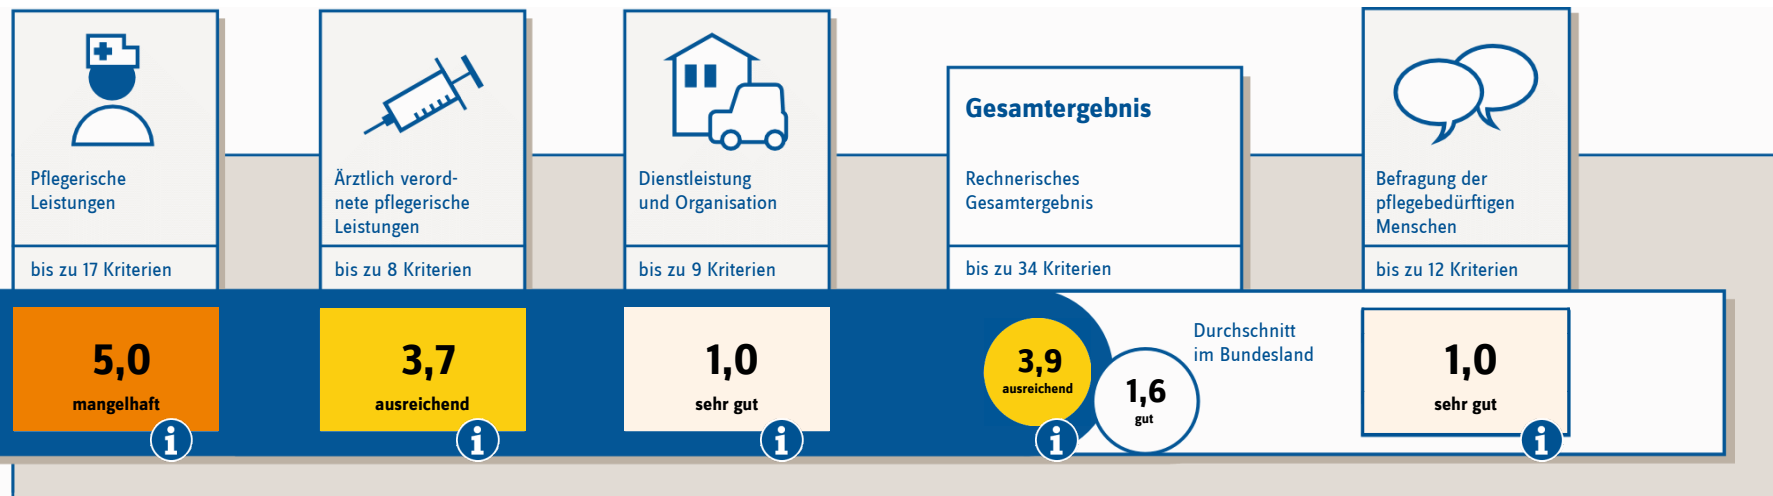 Pflegerische
Leistungen
bis zu 17 Kriterien
5,0
mangelhaft
i
Ärztlich verord-
nete pflegerische
Leistungen
bis zu 8 Kriterien
3,7
ausreichend
i
Dienstleistung
und Organisation
bis zu 9 Kriterien
1,0
sehr gut
i
Gesamtergebnis
Rechnerisches
Gesamtergebnis
bis zu 34 Kriterien
3,9
ausreichend
i
1,6
gut
Durchschnitt
im Bundesland
Befragung der
pflegebedürftigen
Menschen
bis zu 12 Kriterien
1,0
sehr gut
i